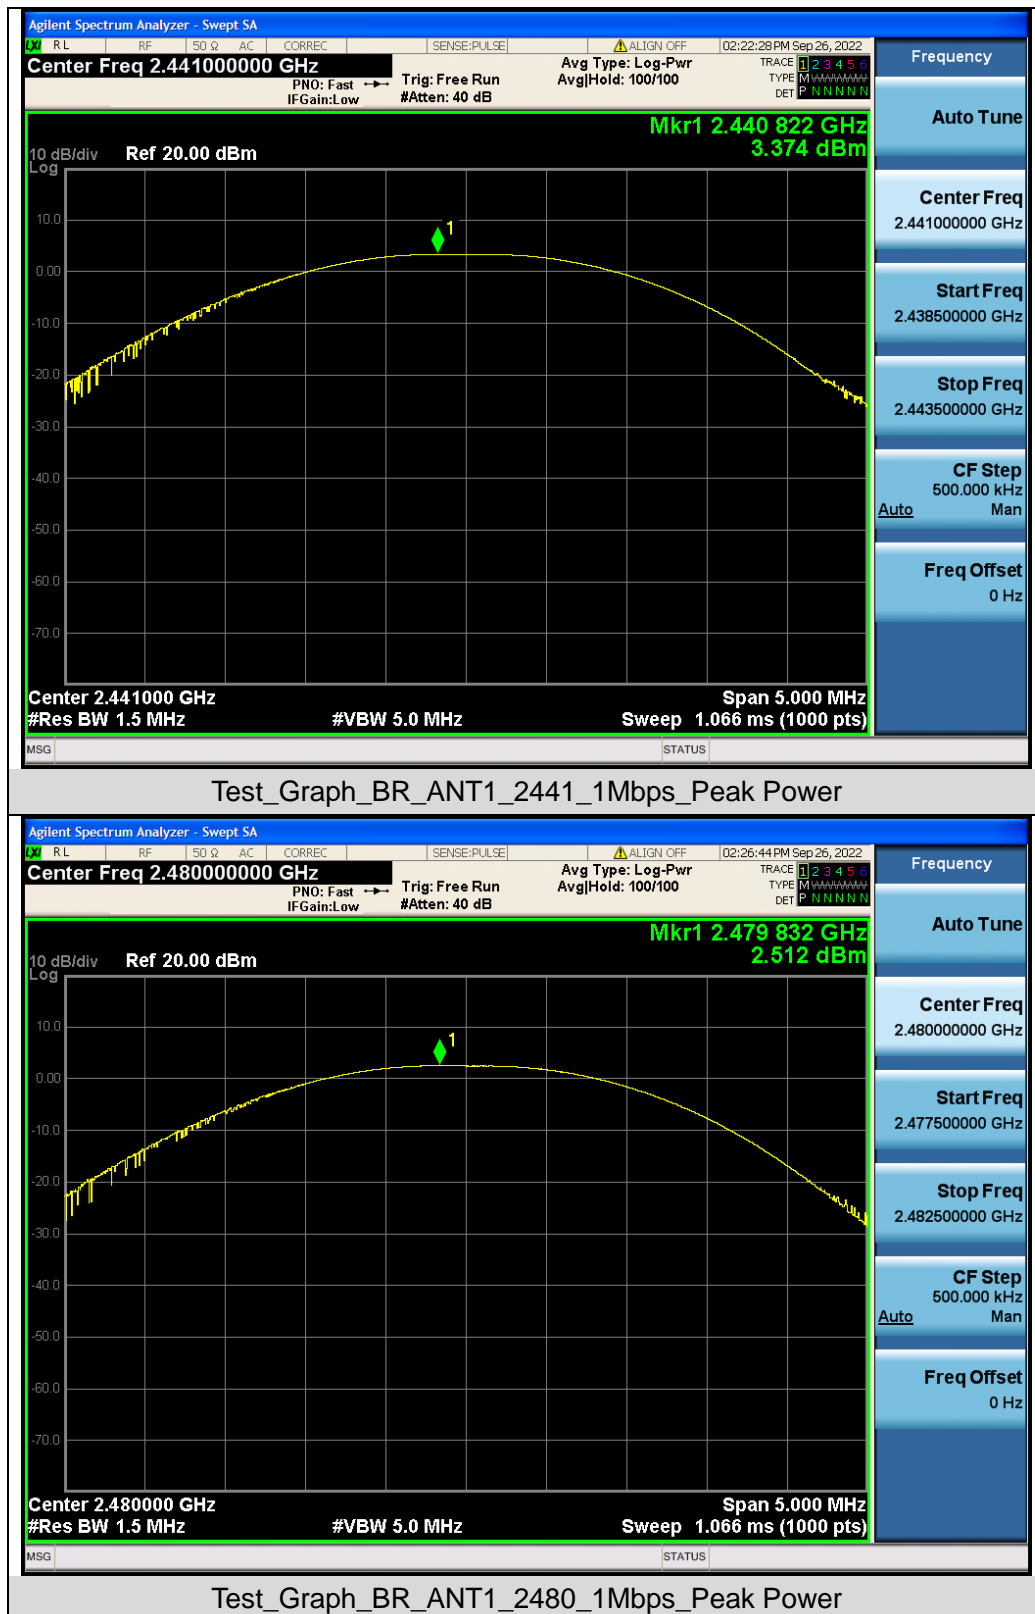 Agilent Spectrum Analyzer - Swept SA
LXI RL RF 50 Ω AC CORREC SENSE:PULSE ALIGN OFF 02:22:28 PM Sep 26, 2022
Center Freq 2.441000000 GHz
PNO: Fast
IFGain:Low
Trig: Free Run
#Atten: 40 dB
Avg Type: Log-Pwr
Avg|Hold: 100/100
TRACE 1 2 3 4 5 6
TYPE M WWWWW
DET P N N N N N
Frequency
Mkr1 2.440 822 GHz
3.374 dBm
10 dB/div Ref 20.00 dBm
Log
10.0
0.00
-10.0
-20.0
-30.0
-40.0
-50.0
-60.0
-70.0
1
Center 2.441000 GHz
Span 5.000 MHz
#Res BW 1.5 MHz #VBW 5.0 MHz Sweep 1.066 ms (1000 pts)
Auto Tune
Center Freq
2.441000000 GHz
Start Freq
2.438500000 GHz
Stop Freq
2.443500000 GHz
CF Step
500.000 kHz
Auto Man
Freq Offset
0 Hz
MSG STATUS
Test_Graph_BR_ANT1_2441_1Mbps_Peak Power
Agilent Spectrum Analyzer - Swept SA
LXI RL RF 50 Ω AC CORREC SENSE:PULSE ALIGN OFF 02:26:44 PM Sep 26, 2022
Center Freq 2.480000000 GHz
PNO: Fast
IFGain:Low
Trig: Free Run
#Atten: 40 dB
Avg Type: Log-Pwr
Avg|Hold: 100/100
TRACE 1 2 3 4 5 6
TYPE M WWWWW
DET P N N N N N
Frequency
Mkr1 2.479 832 GHz
2.512 dBm
10 dB/div Ref 20.00 dBm
Log
10.0
0.00
-10.0
-20.0
-30.0
-40.0
-50.0
-60.0
-70.0
1
Center 2.480000 GHz
Span 5.000 MHz
#Res BW 1.5 MHz #VBW 5.0 MHz Sweep 1.066 ms (1000 pts)
Auto Tune
Center Freq
2.480000000 GHz
Start Freq
2.477500000 GHz
Stop Freq
2.482500000 GHz
CF Step
500.000 kHz
Auto Man
Freq Offset
0 Hz
MSG STATUS
Test_Graph_BR_ANT1_2480_1Mbps_Peak Power